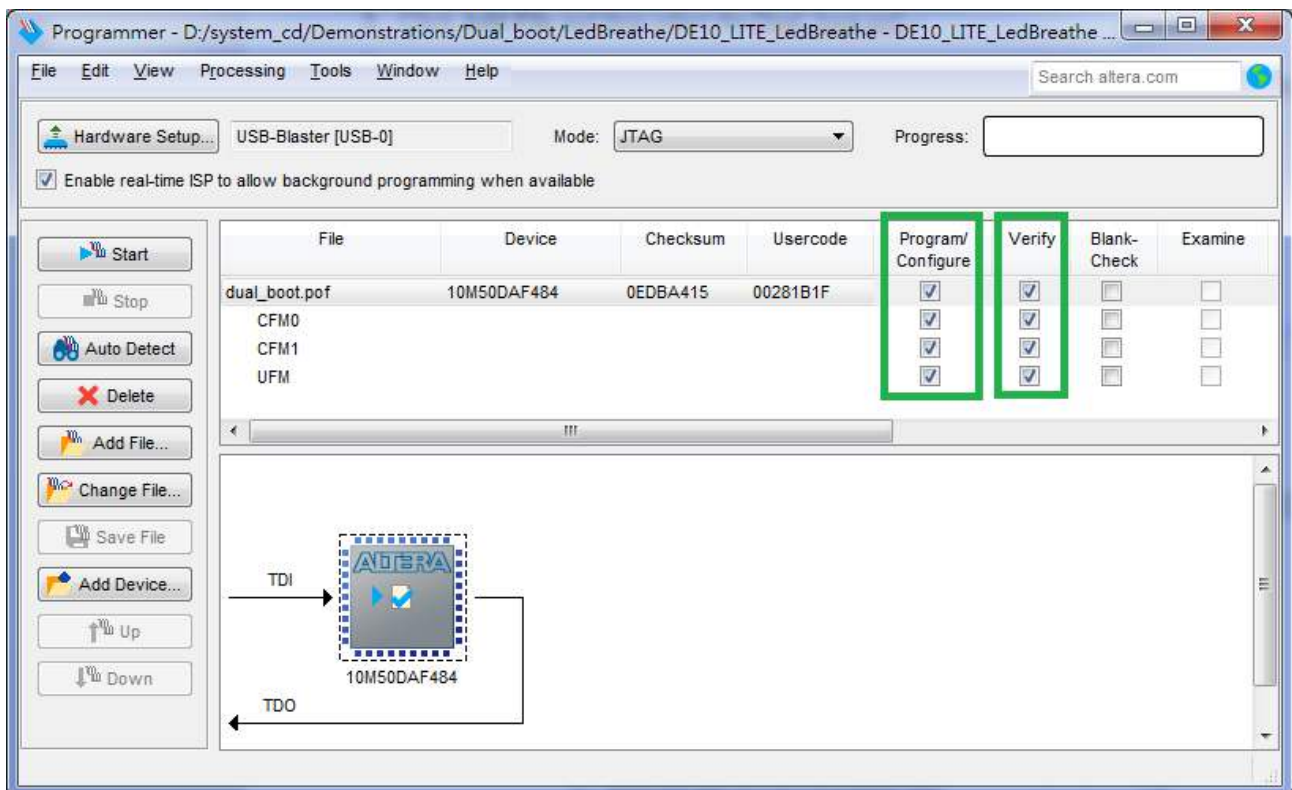 Programmer - D:/system_cd/Demonstrations/Dual_boot/LedBreathe/DE10_LITE_LedBreathe - DE10_LITE_LedBreathe ...
File Edit View Processing Tools Window Help
Search altera.com
Hardware Setup... USB-Blaster [USB-0] Mode: JTAG Progress:
Enable real-time ISP to allow background programming when available
Start
Stop
Auto Detect
Delete
Add File...
Change File...
Save File
Add Device...
Up
Down
File Device Checksum Usercode Program/ Verify Blank- Examine
Configure Check
dual_boot.pof 10M50DAF484 0EDBA415 00281B1F
CFM0
CFM1
UFM
TDI
ALTERA
10M50DAF484
TDO